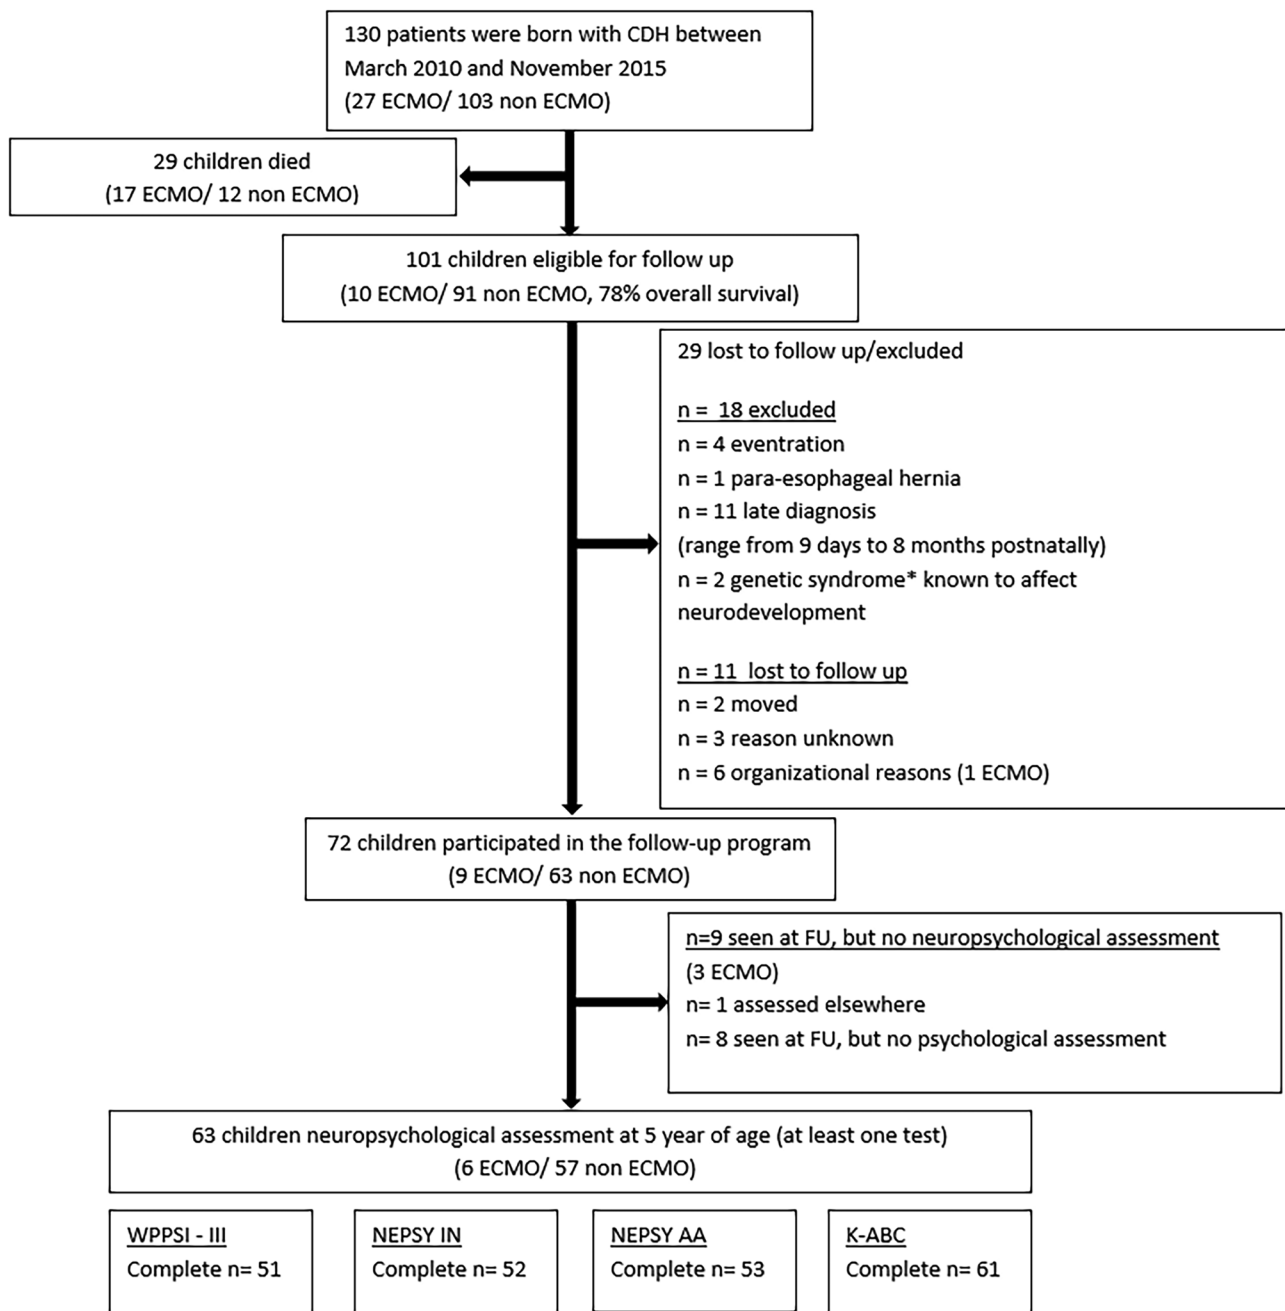 130 patients were born with CDH between
March 2010 and November 2015
(27 ECMO/ 103 non ECMO)
29 children died
(17 ECMO/ 12 non ECMO)
101 children eligible for follow up
(10 ECMO/ 91 non ECMO, 78% overall survival)
29 lost to follow up/excluded
n =  18 excluded
n = 4 eventration
n = 1 para-esophageal hernia
n = 11 late diagnosis
(range from 9 days to 8 months postnatally)
n = 2 genetic syndrome* known to affect
neurodevelopment
n = 11  lost to follow up
n = 2 moved
n = 3 reason unknown
n = 6 organizational reasons (1 ECMO)
72 children participated in the follow-up program
(9 ECMO/ 63 non ECMO)
n=9 seen at FU, but no neuropsychological assessment
(3 ECMO)
n= 1 assessed elsewhere
n= 8 seen at FU, but no psychological assessment
63 children neuropsychological assessment at 5 year of age (at least one test)
(6 ECMO/ 57 non ECMO)
WPPSI - III
Complete n= 51
NEPSY IN
Complete n= 52
NEPSY AA
Complete n= 53
K-ABC
Complete n= 61